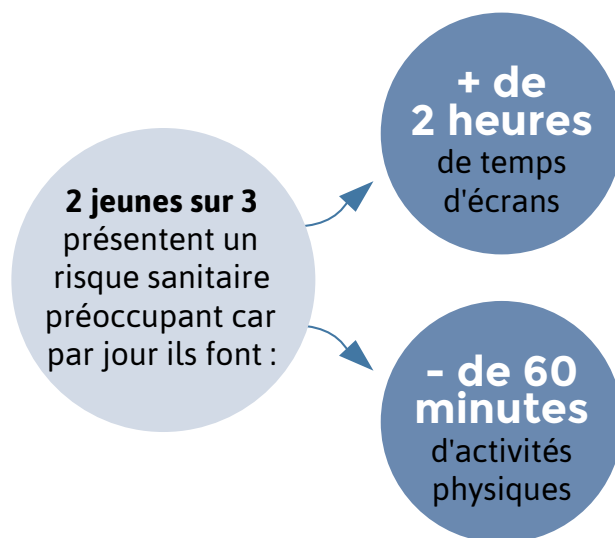 2 jeunes sur 3
présentent un
risque sanitaire
préoccupant car
par jour ils font :
+ de
2 heures
de temps
d'écrans
- de 60
minutes
d'activités
physiques